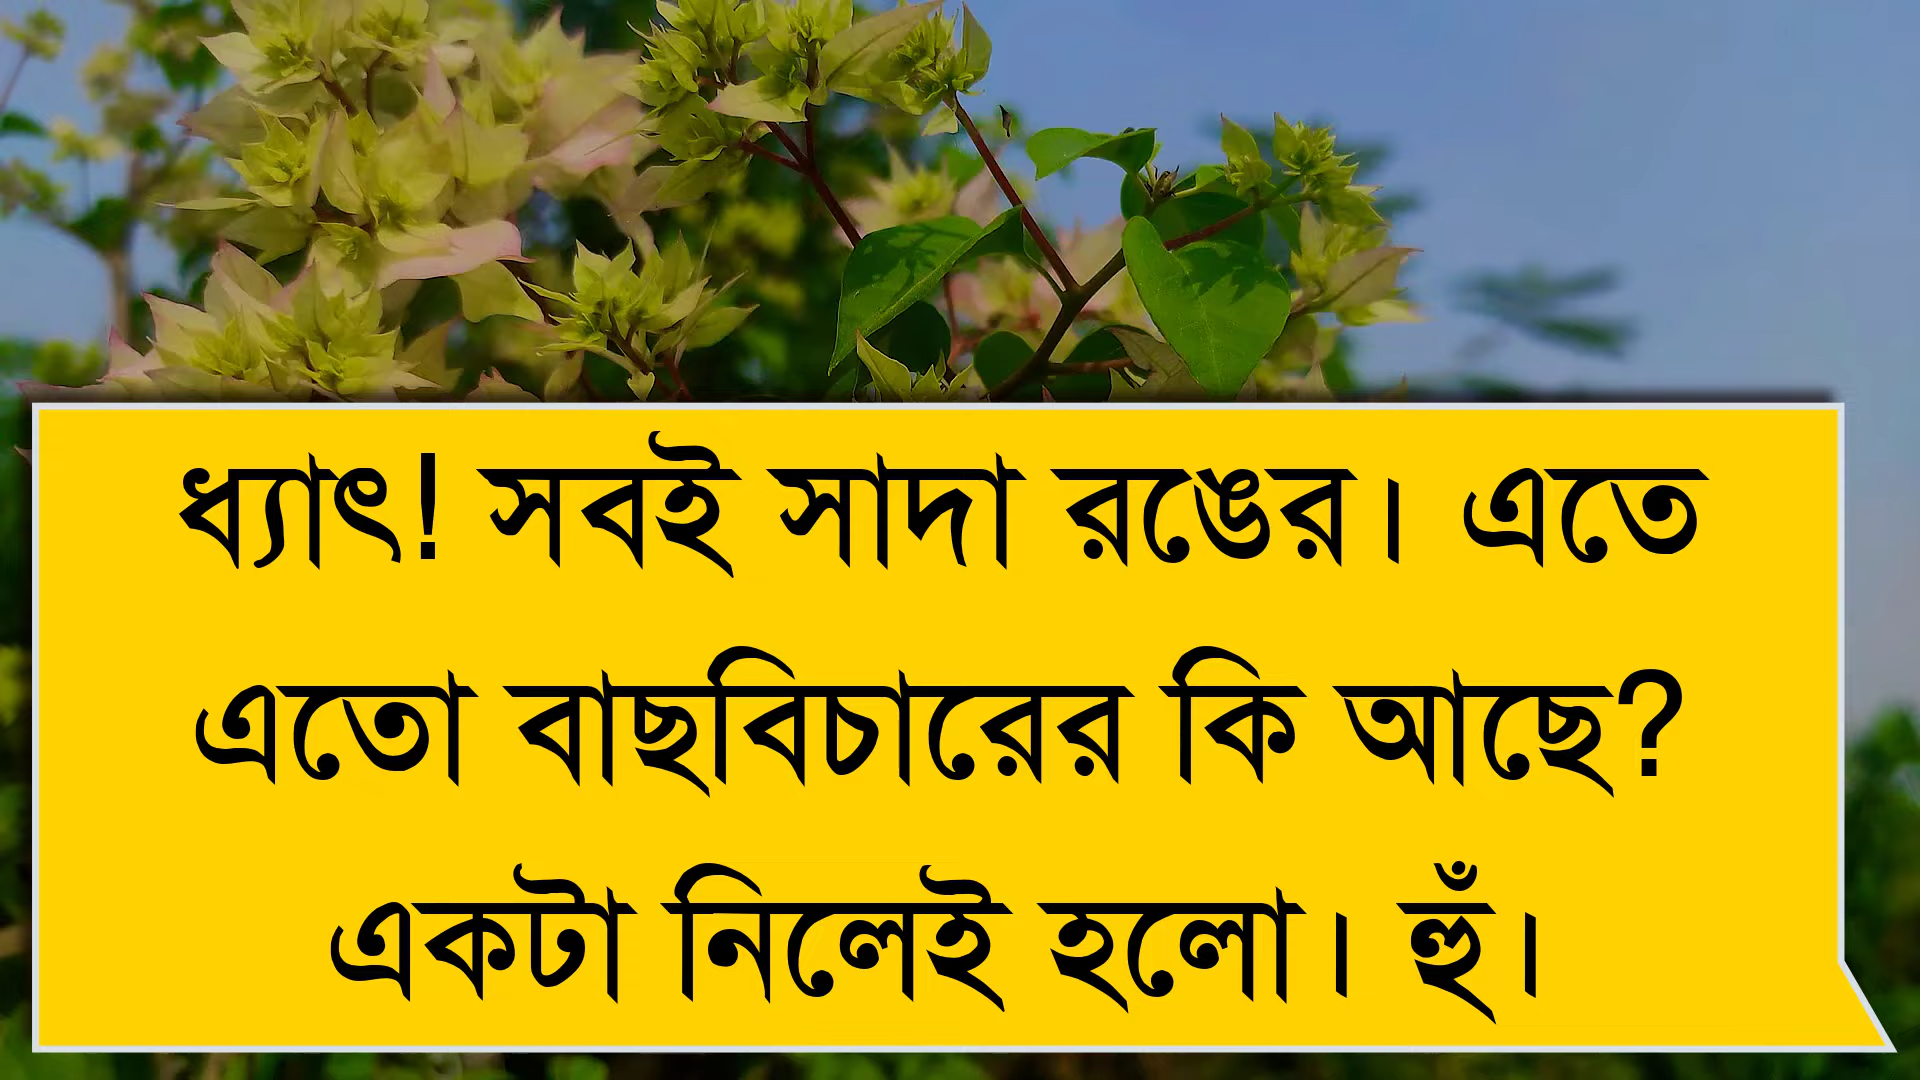 ধ্যাৎ! সবই সাদা রঙের। এতে
এতো বাছবিচারের কি আছে?
একটা নিলেই হলো। হুঁ।